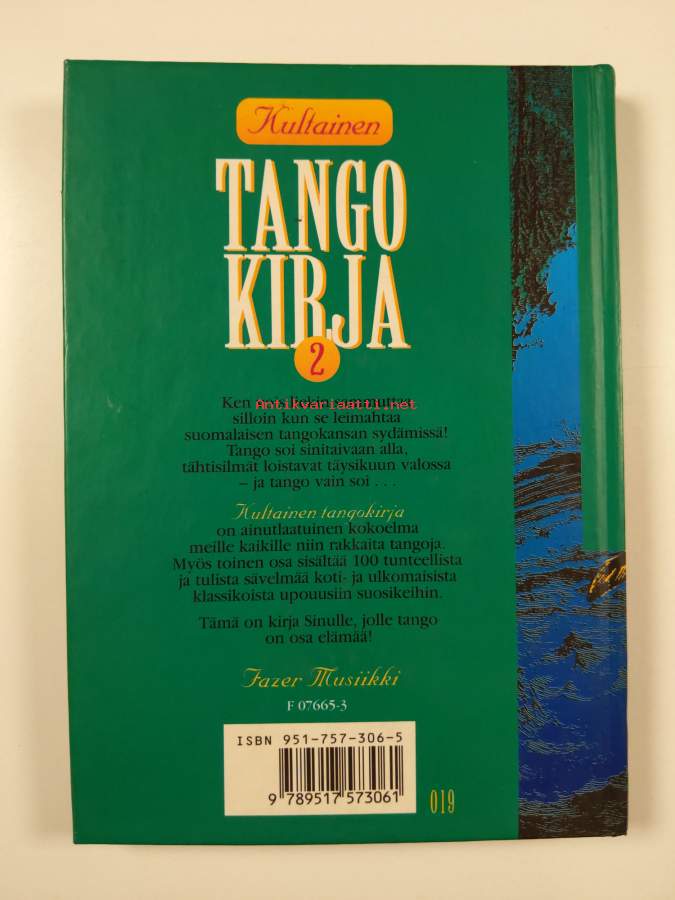 Kultainen
TANGO
KIRJA
2
Ken
Antikvariaatti.net
silloin kun se leimahtaa
suomalaisen tangokansan sydämissä!
Tango soi sinitaivaan alla,
tähtisilmät loistavat täysikuun valossa
– ja tango vain soi . . .
Kultainen tangokirja
on ainutlaatuinen kokoelma
meille kaikille niin rakkaita tangoja.
Myös toinen osa sisältää 100 tunteellista
ja tulista sävelmää koti- ja ulkomaisista
klassikoista upouusiin suosikeihin.
Tämä on kirja Sinulle, jolle tango
on osa elämää!
Fazer Musiikki
F 07665-3
ISBN 951-757-306-5
9 789517 573061
019